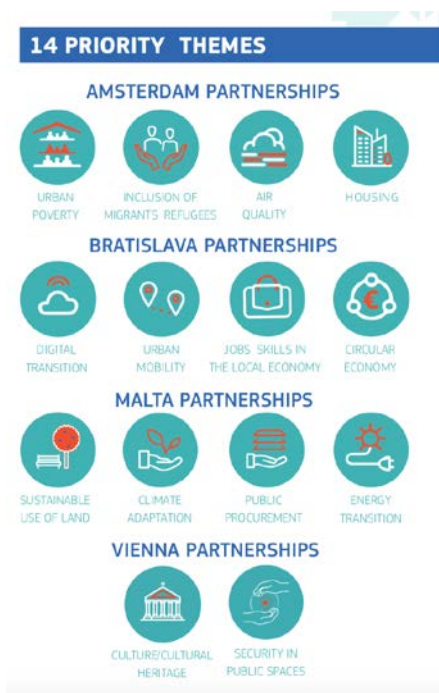 14 PRIORITY THEMES
AMSTERDAM PARTNERSHIPS
URBAN
POVERTY
INCLUSION OF
MIGRANTS REFUGEES
AIR
QUALITY
HOUSING
BRATISLAVA PARTNERSHIPS
DIGITAL
TRANSITION
URBAN
MOBILITY
JOBS SKILLS IN
THE LOCAL ECONOMY
CIRCULAR
ECONOMY
MALTA PARTNERSHIPS
SUSTAINABLE
USE OF LAND
CLIMATE
ADAPTATION
PUBLIC
PROCUREMENT
ENERGY
TRANSITION
VIENNA PARTNERSHIPS
CULTURE/CULTURAL
HERITAGE
SECURITY IN
PUBLIC SPACES